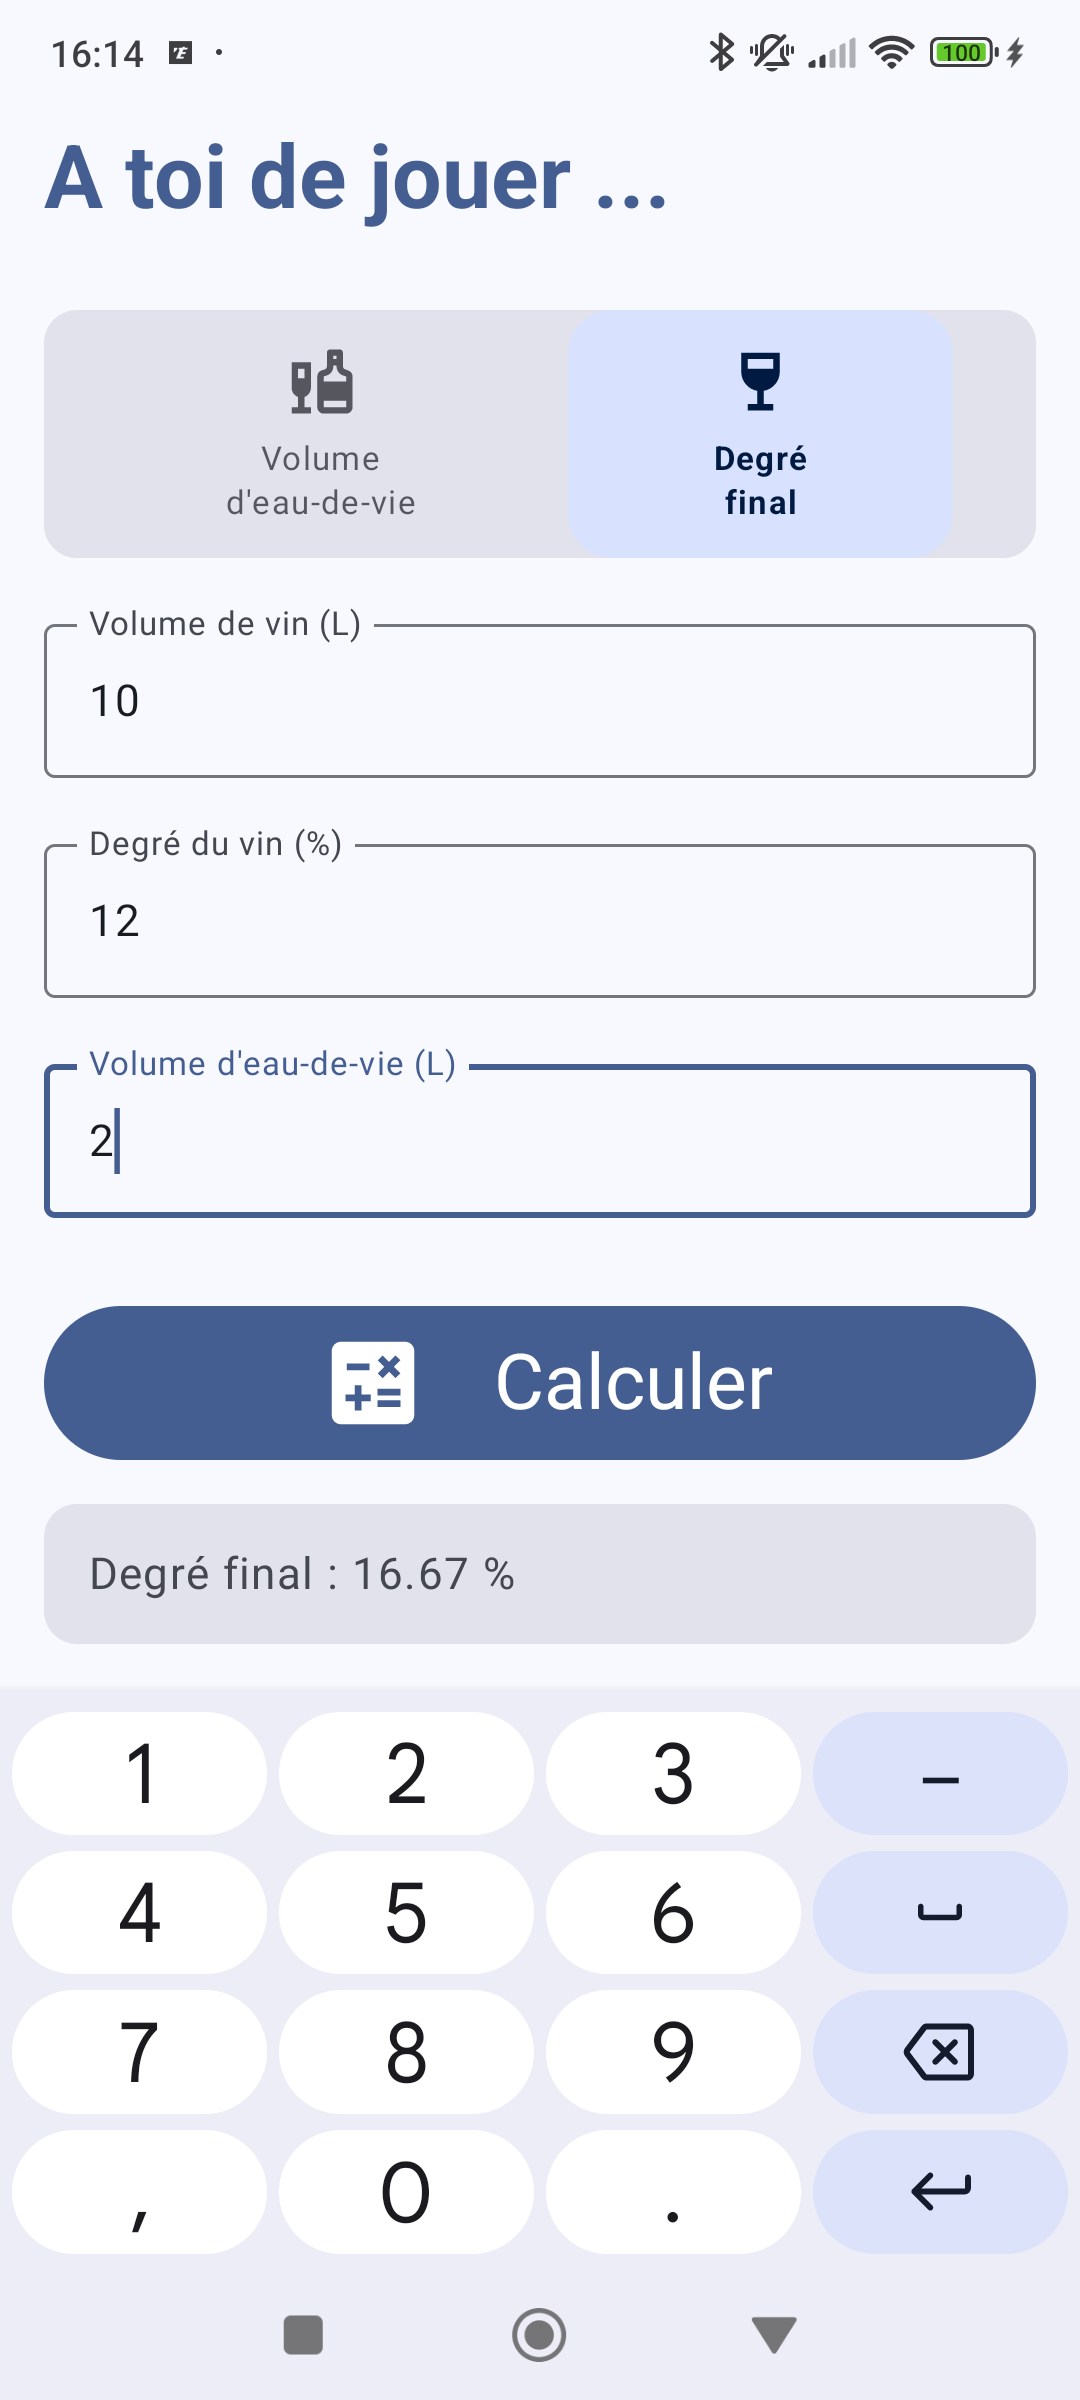 16:14
100
A toi de jouer ...
Volume
d'eau-de-vie
Degré
final
Volume de vin (L)
10
Degré du vin (%)
12
Volume d'eau-de-vie (L)
2
Calculer
Degré final : 16.67 %
1 2 3 –
4 5 6
7 8 9
, 0 .